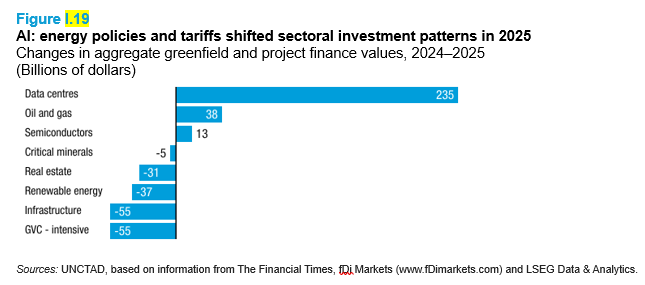 Figure I.19
AI: energy policies and tariffs shifted sectoral investment patterns in 2025
Changes in aggregate greenfield and project finance values, 2024–2025
(Billions of dollars)
Data centres 235
Oil and gas 38
Semiconductors 13
Critical minerals -5
Real estate -31
Renewable energy -37
Infrastructure -55
GVC - intensive -55
Sources: UNCTAD, based on information from The Financial Times, fDi Markets (www.fDimarkets.com) and LSEG Data & Analytics.